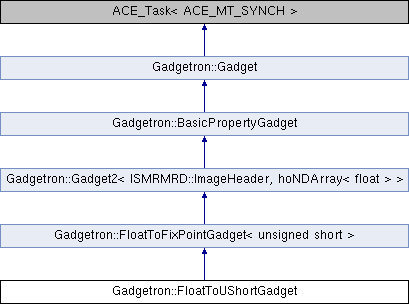 ACE_Task< ACE_MT_SYNCH >
Gadgetron::Gadget
Gadgetron::BasicPropertyGadget
Gadgetron::Gadget2< ISMRMRD::ImageHeader, hoNDArray< float > >
Gadgetron::FloatToFixPointGadget< unsigned short >
Gadgetron::FloatToUShortGadget